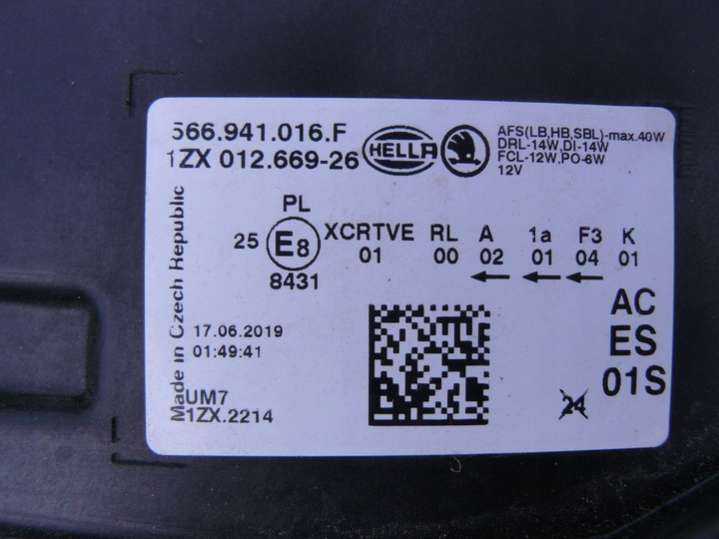 566.941.016.F
1ZX 012.669-26
HELLA
AFS(LB,HB,SBL)-max.40W
DRL-14W,DI-14W
FCL-12W,PO-6W
12V
Made in Czech Republic
PL
25 E8 XCRTVE RL A 1a F3 K
8431 01 00 02 01 04 01
17.06.2019
01:49:41
AC
ES
01S
UM7
1ZX.2214
24